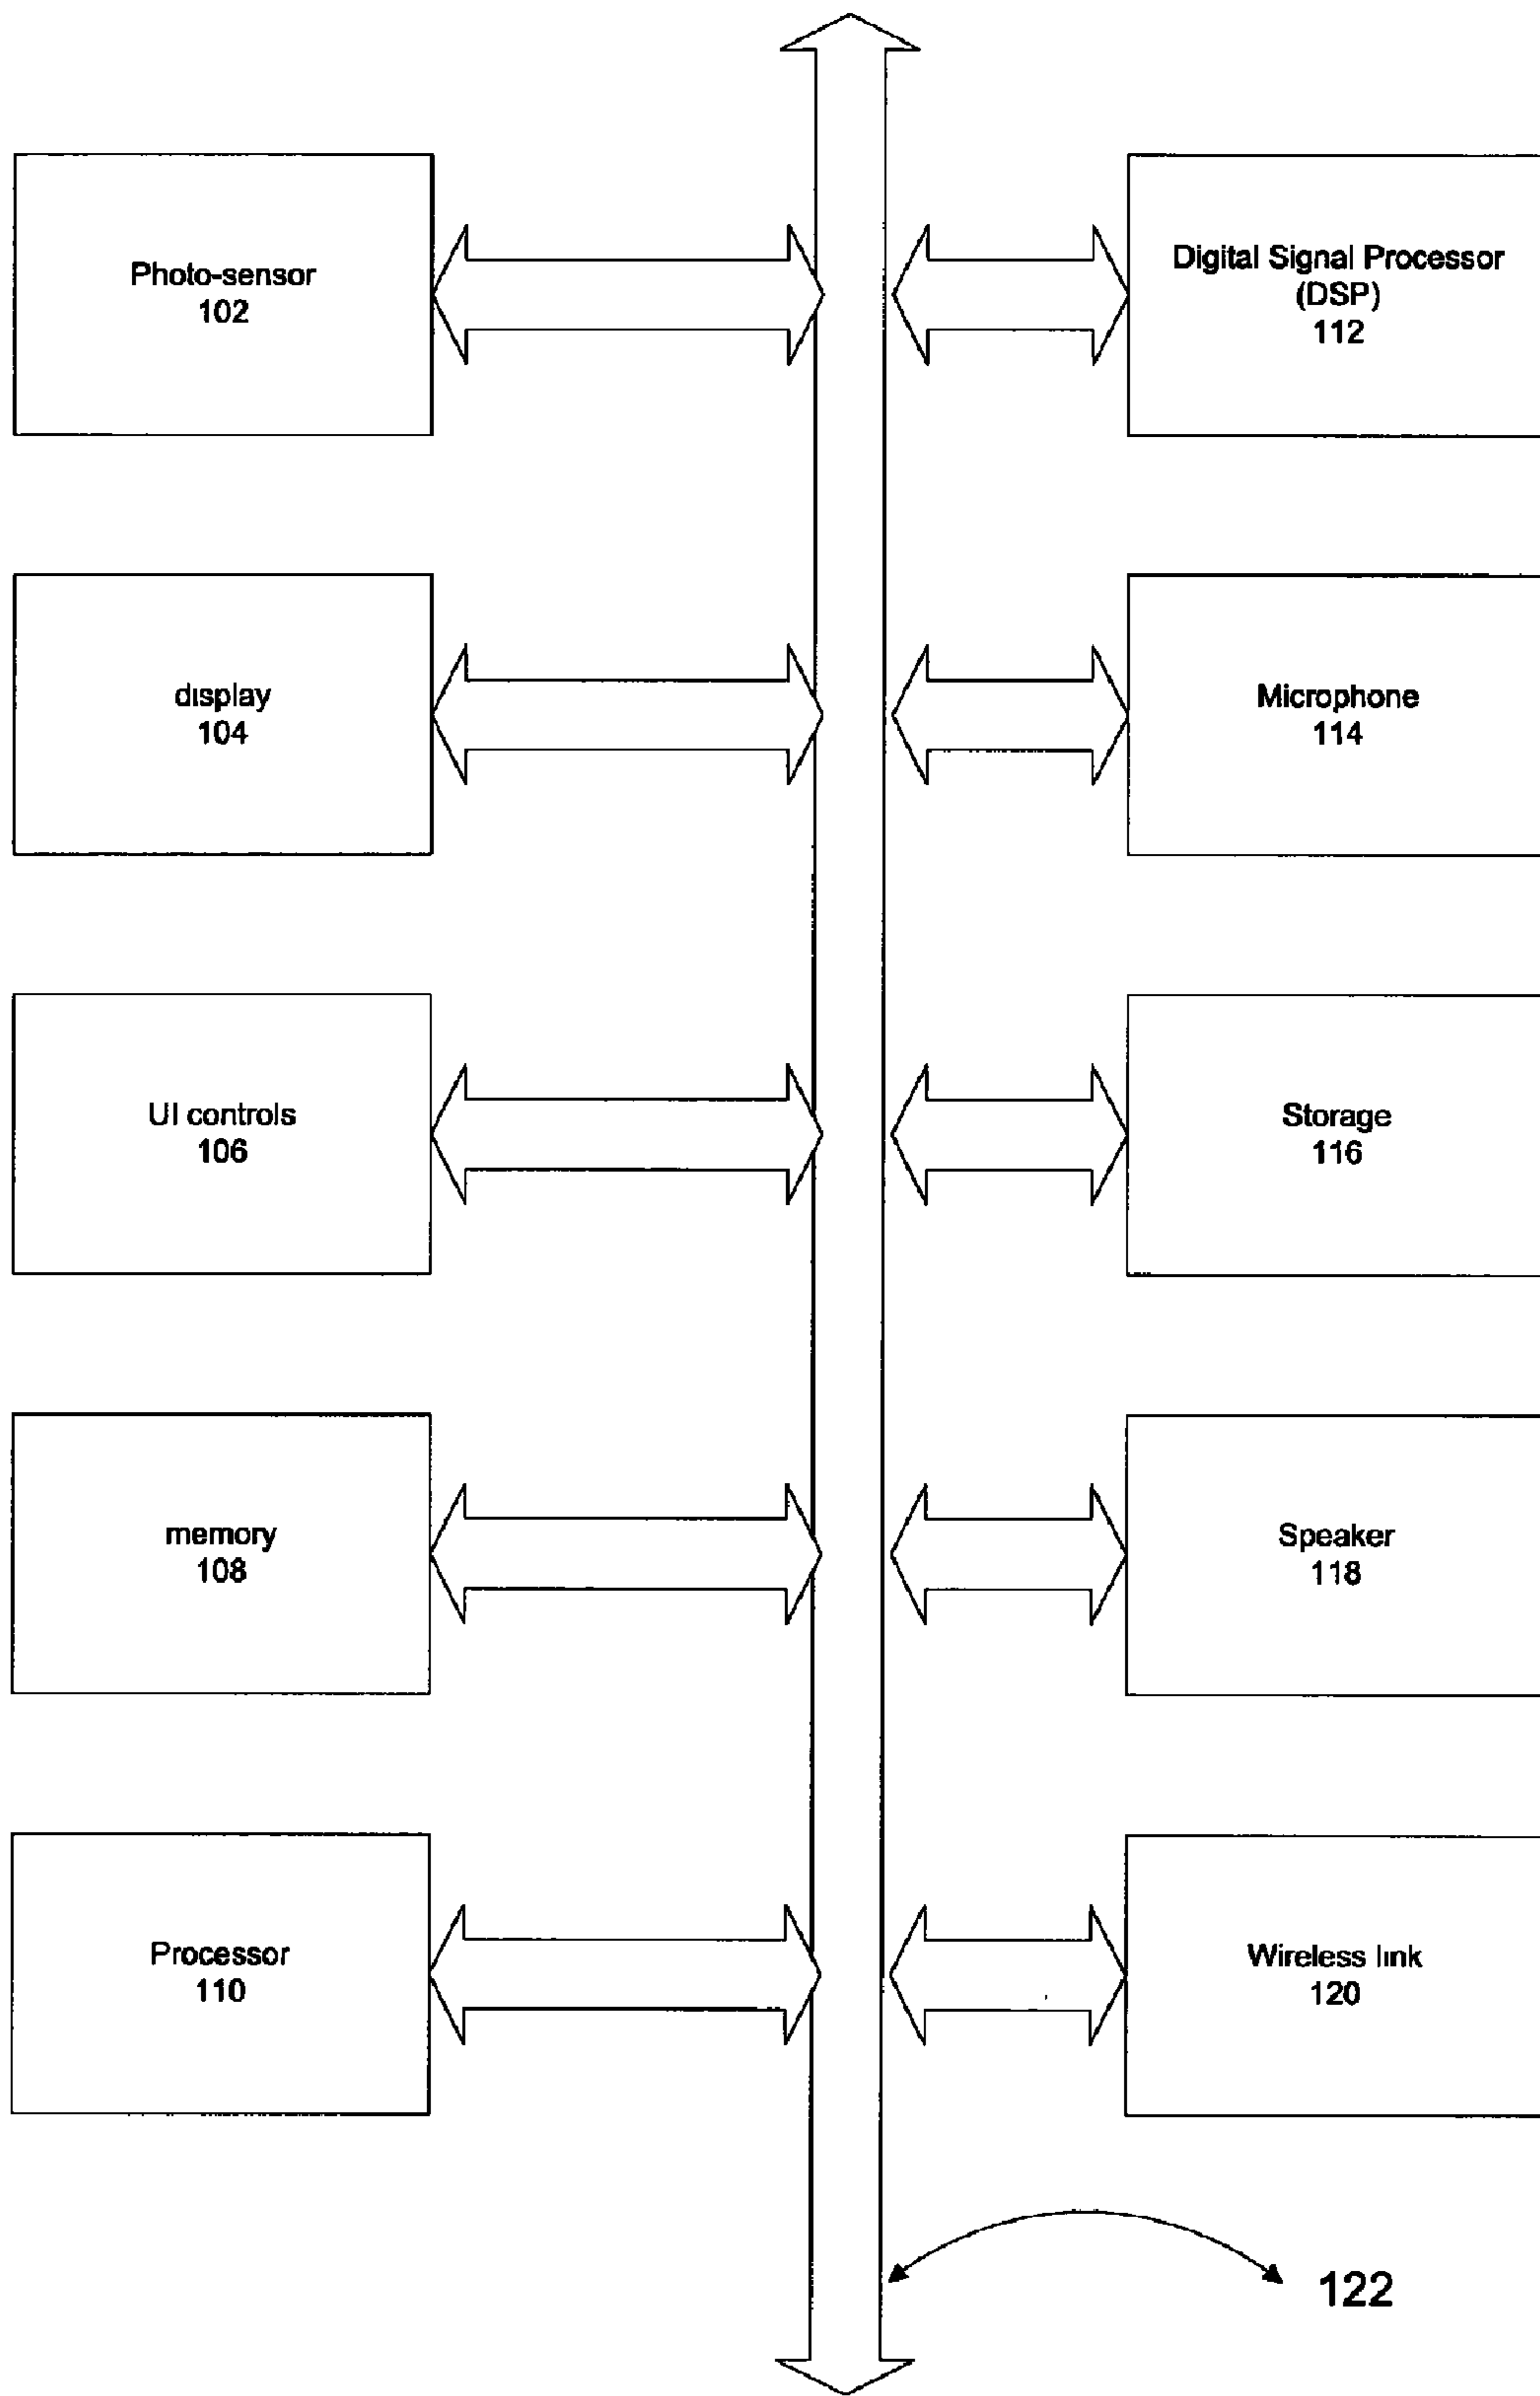 Photo-sensor
102
Digital Signal Processor
(DSP)
112
display
104
Microphone
114
UI controls
106
Storage
116
memory
108
Speaker
118
Processor
110
Wireless link
120
122